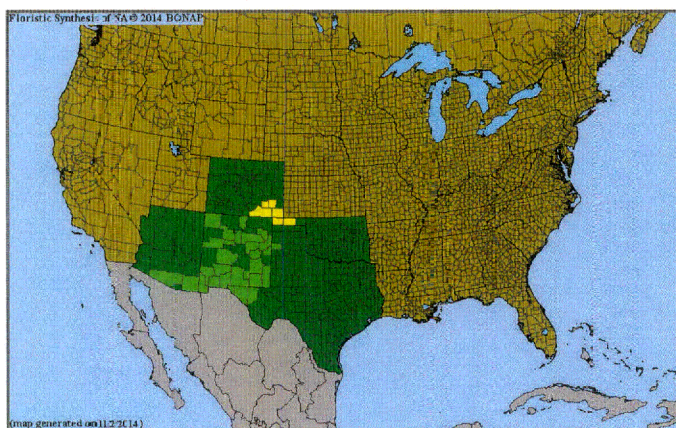 Floristic Synthesis of NA © 2014 BONAP
(map generated on 11/2/2014)